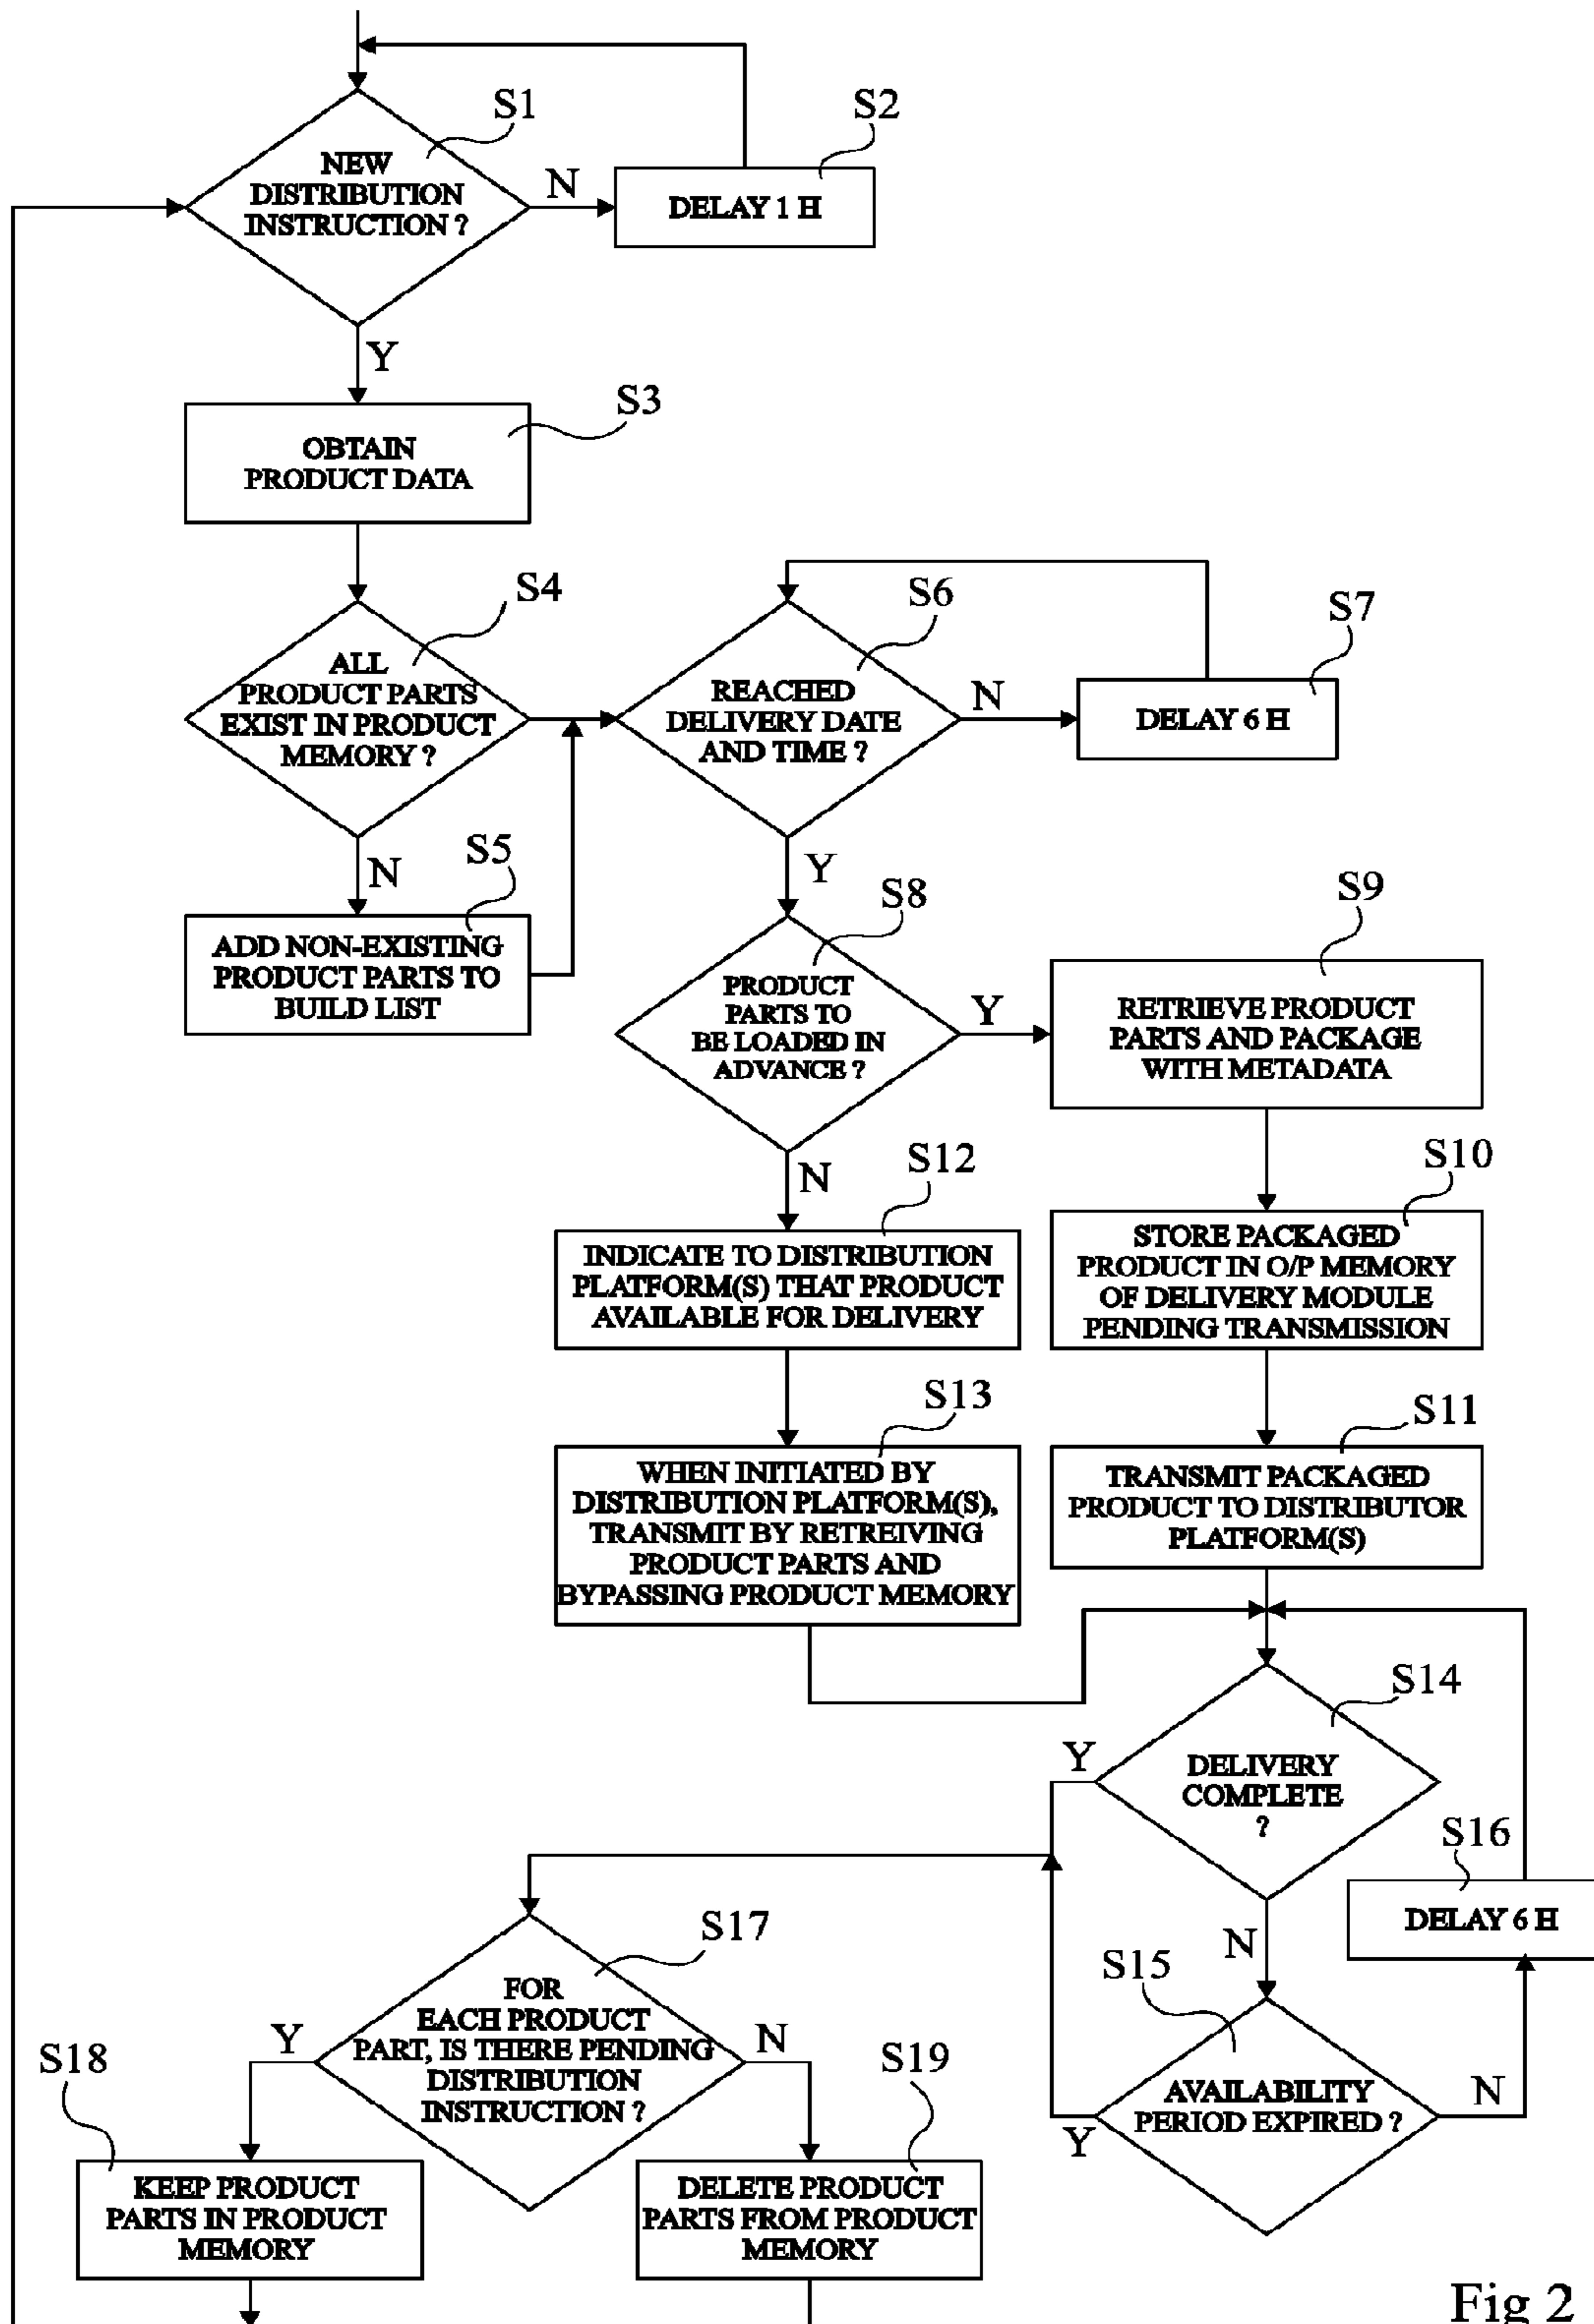 S1
S2
NEW
DISTRIBUTION
INSTRUCTION ?
N
DELAY 1 H
Y
S3
OBTAIN
PRODUCT DATA
S4
ALL
PRODUCT PARTS
EXIST IN PRODUCT
MEMORY ?
S6
REACHED
DELIVERY DATE
AND TIME ?
N
S7
DELAY 6 H
N
S5
ADD NON-EXISTING
PRODUCT PARTS TO
BUILD LIST
Y
S8
PRODUCT
PARTS TO
BE LOADED IN
ADVANCE ?
Y
S9
RETRIEVE PRODUCT
PARTS AND PACKAGE
WITH METADATA
N
S12
INDICATE TO DISTRIBUTION
PLATFORM(S) THAT PRODUCT
AVAILABLE FOR DELIVERY
S10
STORE PACKAGED
PRODUCT IN O/P MEMORY
OF DELIVERY MODULE
PENDING TRANSMISSION
S13
WHEN INITIATED BY
DISTRIBUTION PLATFORM(S),
TRANSMIT BY RETREIVING
PRODUCT PARTS AND
BYPASSING PRODUCT MEMORY
S11
TRANSMIT PACKAGED
PRODUCT TO DISTRIBUTOR
PLATFORM(S)
S14
Y
DELIVERY
COMPLETE
?
S16
DELAY 6 H
N
S15
AVAILABILITY
PERIOD EXPIRED ?
N
Y
S17
FOR
EACH PRODUCT
PART, IS THERE PENDING
DISTRIBUTION
INSTRUCTION ?
Y
N
S18
KEEP PRODUCT
PARTS IN PRODUCT
MEMORY
S19
DELETE PRODUCT
PARTS FROM PRODUCT
MEMORY
Fig 2